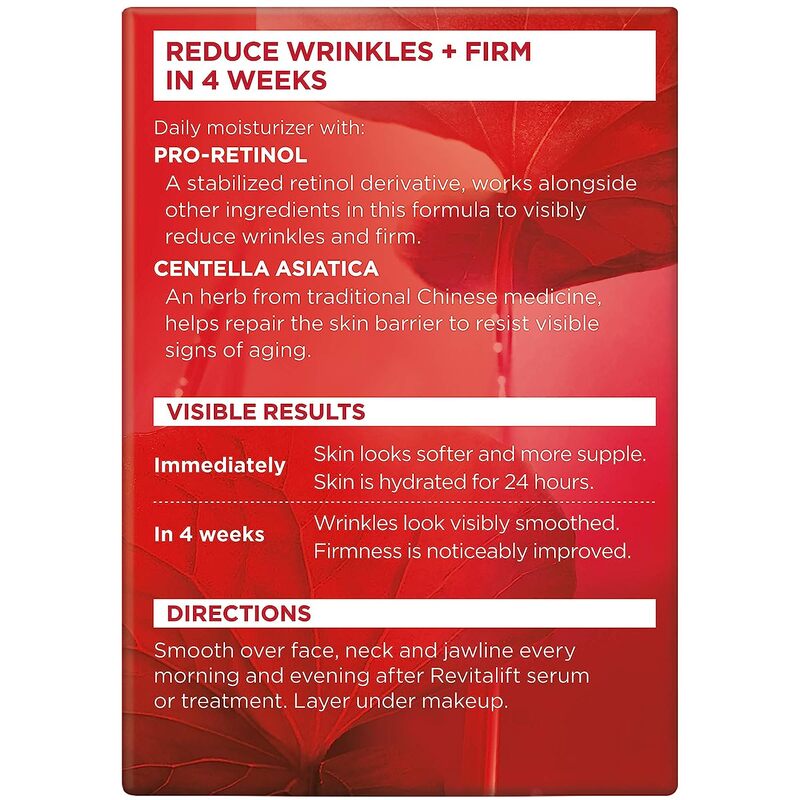 REDUCE WRINKLES + FIRM
IN 4 WEEKS
Daily moisturizer with:
PRO-RETINOL
A stabilized retinol derivative, works alongside
other ingredients in this formula to visibly
reduce wrinkles and firm.
CENTELLA ASIATICA
An herb from traditional Chinese medicine,
helps repair the skin barrier to resist visible
signs of aging.
VISIBLE RESULTS
Immediately
Skin looks softer and more supple.
Skin is hydrated for 24 hours.
In 4 weeks
Wrinkles look visibly smoothed.
Firmness is noticeably improved.
DIRECTIONS
Smooth over face, neck and jawline every
morning and evening after Revitalift serum
or treatment. Layer under makeup.